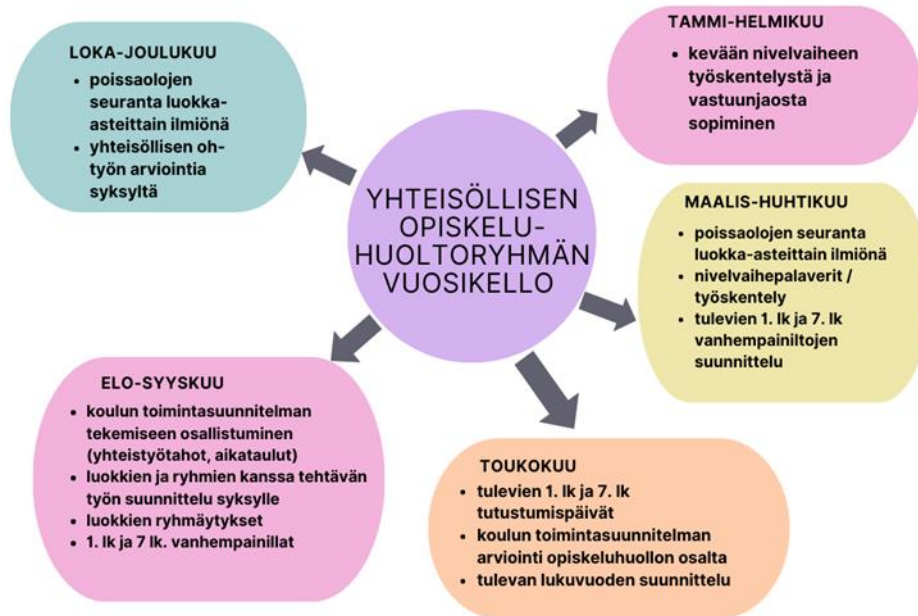 YHTEISÖLLISEN
OPISKELU-
HUOLTORYHMÄN
VUOSIKELLO
TAMMI-HELMIKUU
• kevään nivelvaiheen
työskentelystä ja
vastuunjaosta
sopiminen
MAALIS-HUHTIKUU
• poissaolojen seuranta
luokka-asteittain ilmiönä
• nivelvaihepalaverit /
työskentely
• tulevien 1. lk ja 7. lk
vanhempainiltojen
suunnittelu
TOUKOKUU
• tulevien 1. lk ja 7. lk
tutustumispäivät
• koulun toimintasuunnitelman
arviointi opiskeluhuollon osalta
• tulevan lukuvuoden suunnittelu
ELO-SYYSKUU
• koulun toimintasuunnitelman
tekemiseen osallistuminen
(yhteistyötahot, aikataulut)
• luokkien ja ryhmien kanssa tehtävän
työn suunnittelu syksylle
• luokkien ryhmäytykset
• 1. lk ja 7 lk. vanhempainillat
LOKA-JOULUKUU
• poissaolojen
seuranta luokka-
asteittain ilmiönä
• yhteisöllisen oh-
työn arviointia
syksyltä